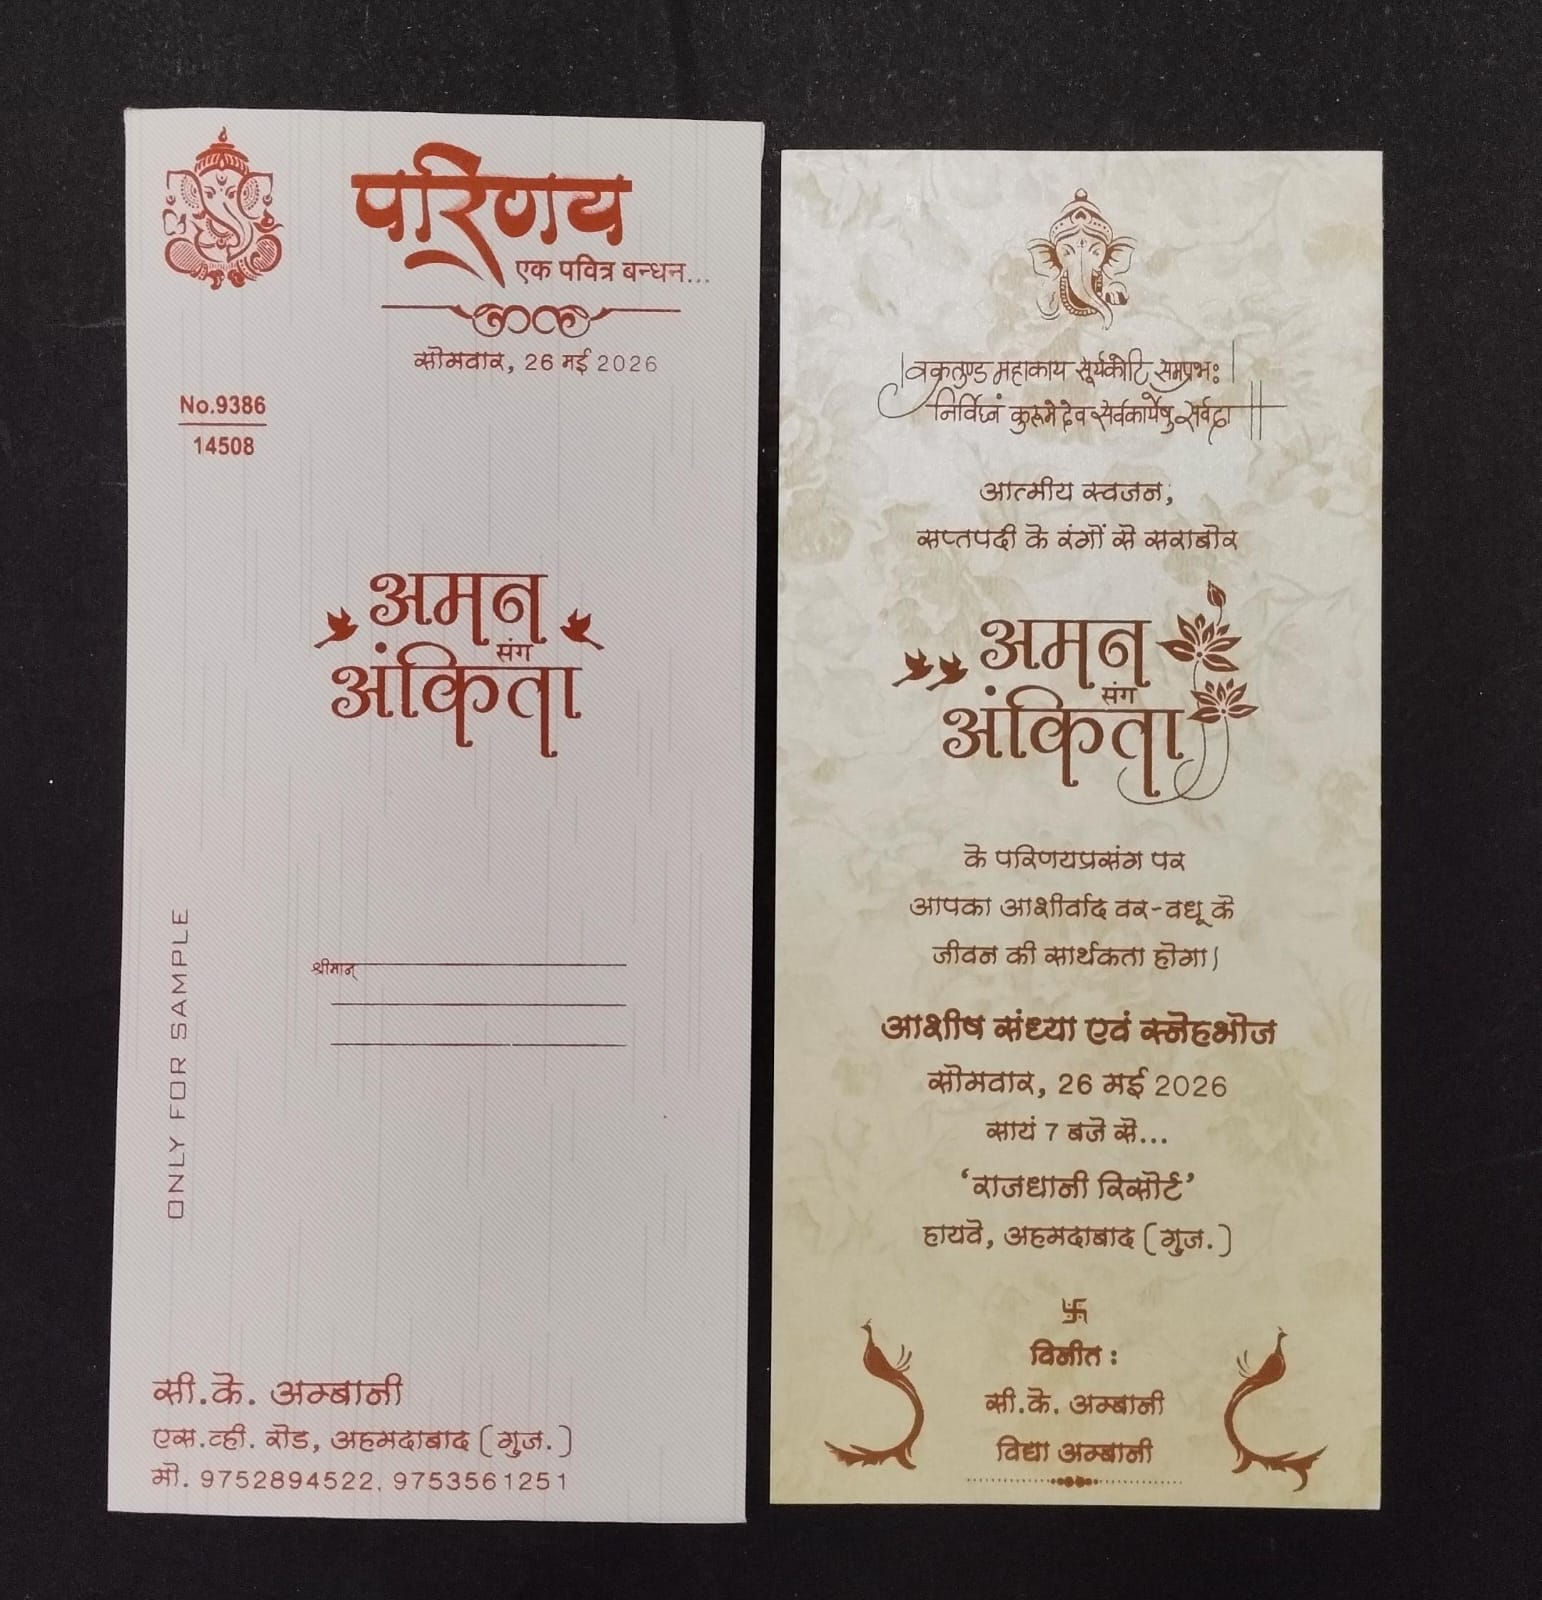 परिणय
एक पवित्र बन्धन...
सोमवार, 26 मई 2026
No.9386
14508
अमन
संग
अंकिता
श्रीमान्
ONLY FOR SAMPLE
सी.के. अम्बानी
एस.व्ही. रोड, अहमदाबाद (गुज.)
मो. 9752894522, 9753561251
।वक्रतुण्ड महाकाय सूर्यकोटि समप्रभः।
निर्विघ्नं कुरूमेदेव सर्वकार्येषु सर्वदा॥
आत्मीय स्वजन,
सप्तपदी के रंगों से सराबोर
अमन
संग
अंकिता
के परिणयप्रसंग पर
आपका आशीर्वाद वर-वधू के
जीवन की सार्थकता होगा।
आशीष संध्या एवं स्नेहभोज
सोमवार, 26 मई 2026
सायं 7 बजे से...
‘राजधानी रिसोर्ट’
हायवे, अहमदाबाद (गुज.)
卐
विनीत :
सी.के. अम्बानी
विद्या अम्बानी